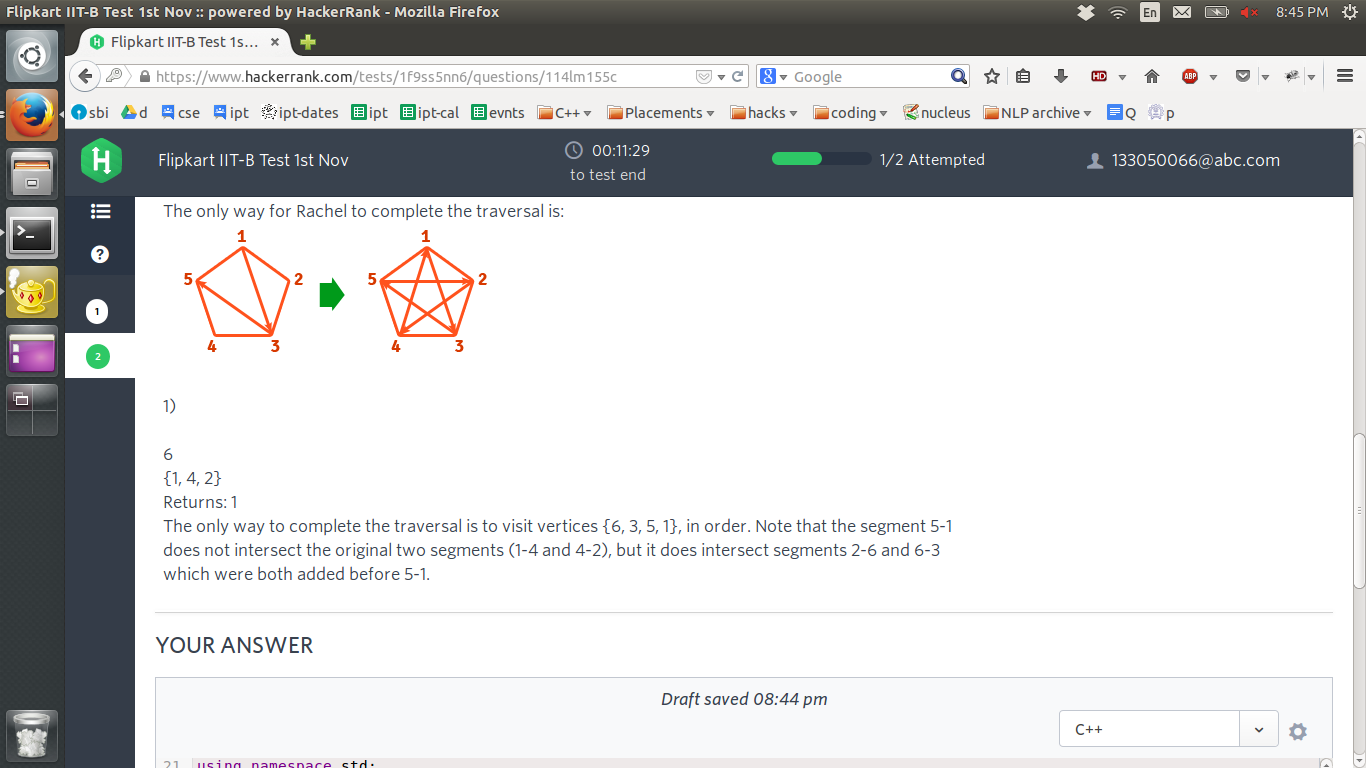 Flipkart IIT-B Test 1st Nov :: powered by HackerRank - Mozilla Firefox
En
8:45 PM
Flipkart IIT-B Test 1s...
https://www.hackerrank.com/tests/1f9ss5nn6/questions/114lm155c
Google
HD
ABP
sbi d cse ipt ipt-dates ipt ipt-cal evnts C++ Placements hacks coding nucleus NLP archive Q p
H
Flipkart IIT-B Test 1st Nov
00:11:29
to test end
1/2 Attempted
133050066@abc.com
?
1
2
The only way for Rachel to complete the traversal is:
1 1
5 2 5 2
4 3 4 3
1)
6
{1, 4, 2}
Returns: 1
The only way to complete the traversal is to visit vertices {6, 3, 5, 1}, in order. Note that the segment 5-1
does not intersect the original two segments (1-4 and 4-2), but it does intersect segments 2-6 and 6-3
which were both added before 5-1.
YOUR ANSWER
Draft saved 08:44 pm
C++
21 using namespace std;